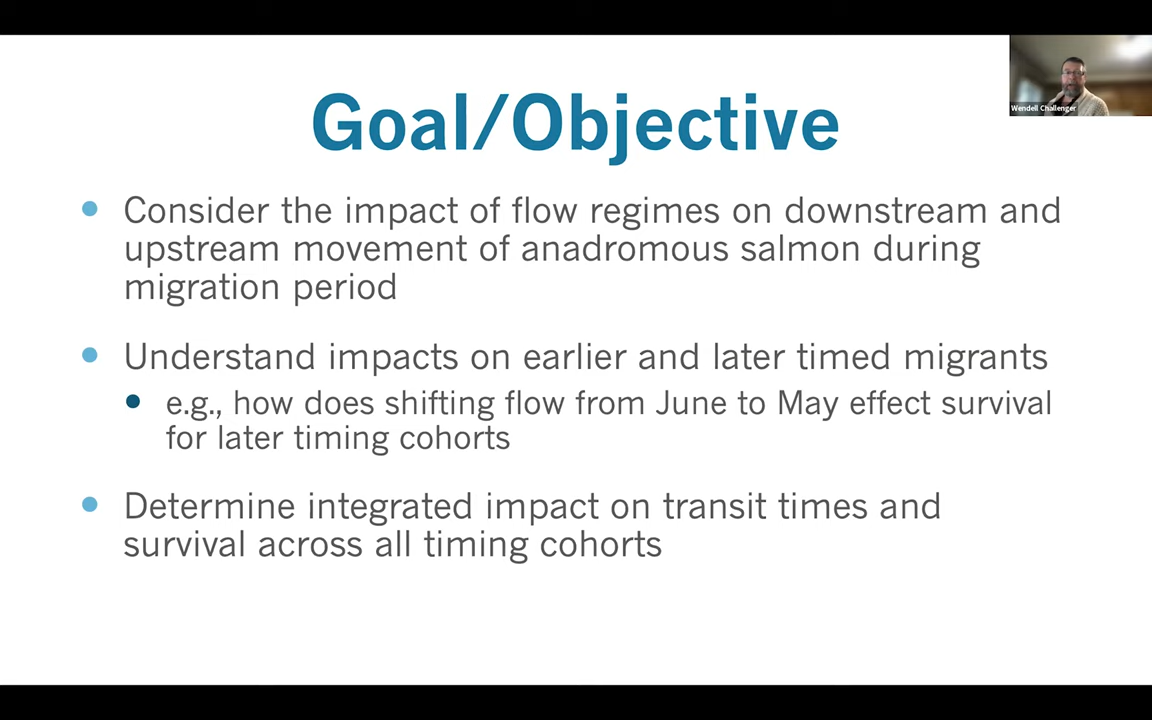 Goal/Objective
Wendell Challenger
Consider the impact of flow regimes on downstream and
upstream movement of anadromous salmon during
migration period
Understand impacts on earlier and later timed migrants
e.g., how does shifting flow from June to May effect survival
for later timing cohorts
Determine integrated impact on transit times and
survival across all timing cohorts